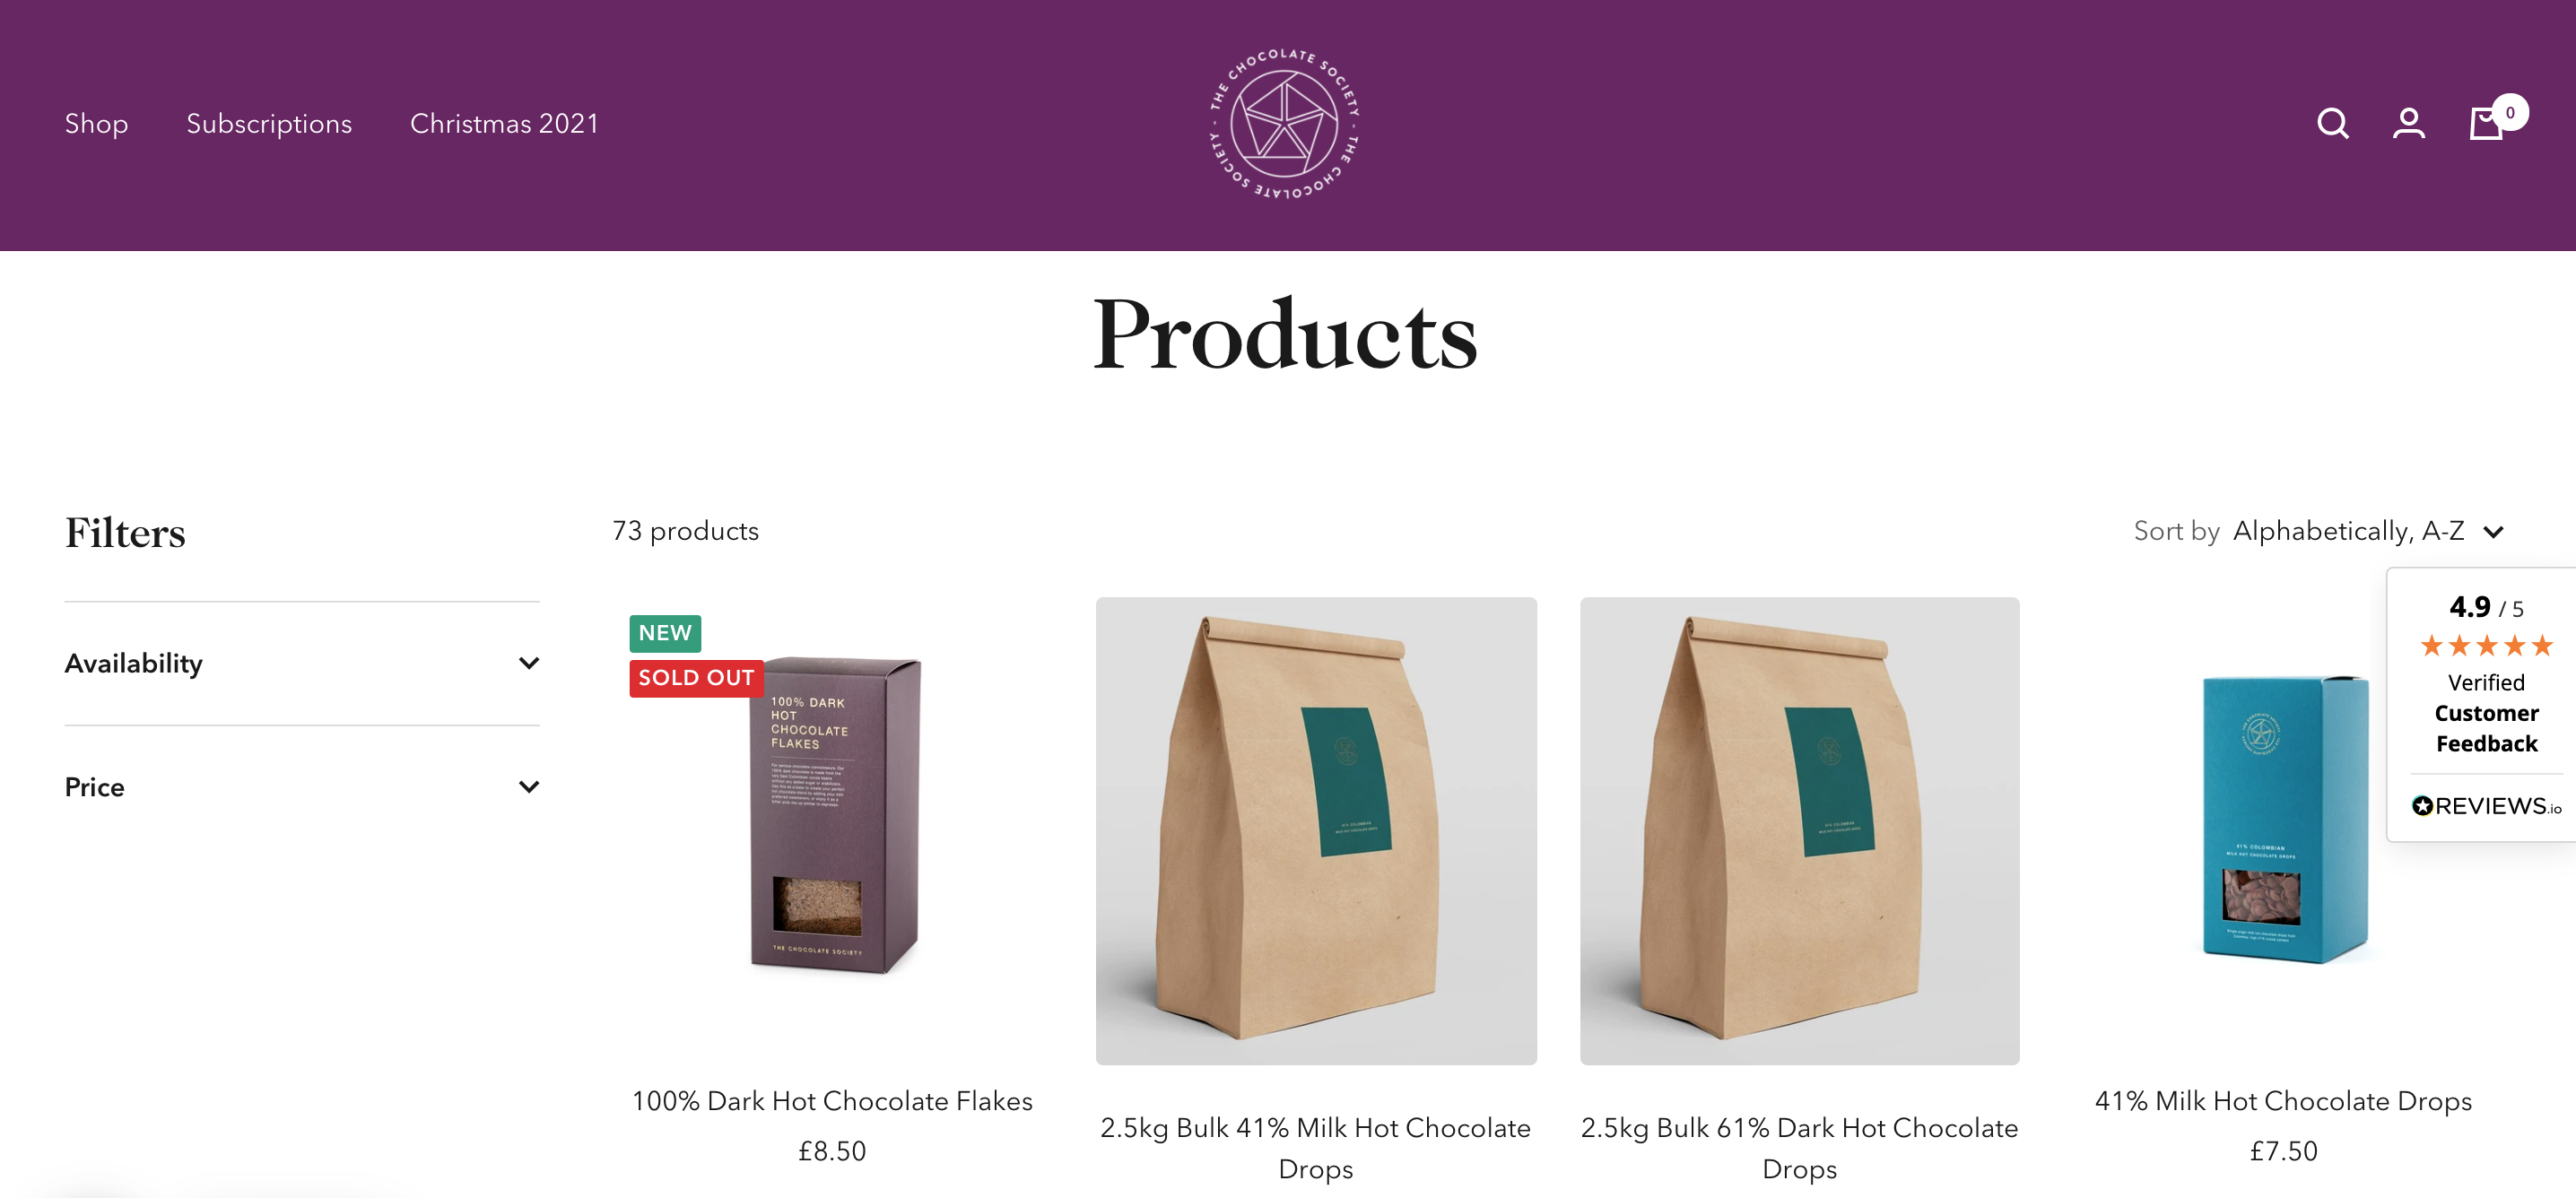 Shop
Subscriptions
Christmas 2021
THE CHOCOLATE SOCIETY - THE CHOCOLATE SOCIETY -
0
Products
Filters
73 products
Sort by Alphabetically, A-Z
Availability
Price
NEW
SOLD OUT
100% DARK
HOT
CHOCOLATE
FLAKES
THE CHOCOLATE SOCIETY
41% COLOMBIAN
MILK HOT CHOCOLATE DROPS
4.9 / 5
Verified
Customer
Feedback
REVIEWS.io
100% Dark Hot Chocolate Flakes
£8.50
2.5kg Bulk 41% Milk Hot Chocolate
Drops
2.5kg Bulk 61% Dark Hot Chocolate
Drops
41% Milk Hot Chocolate Drops
£7.50